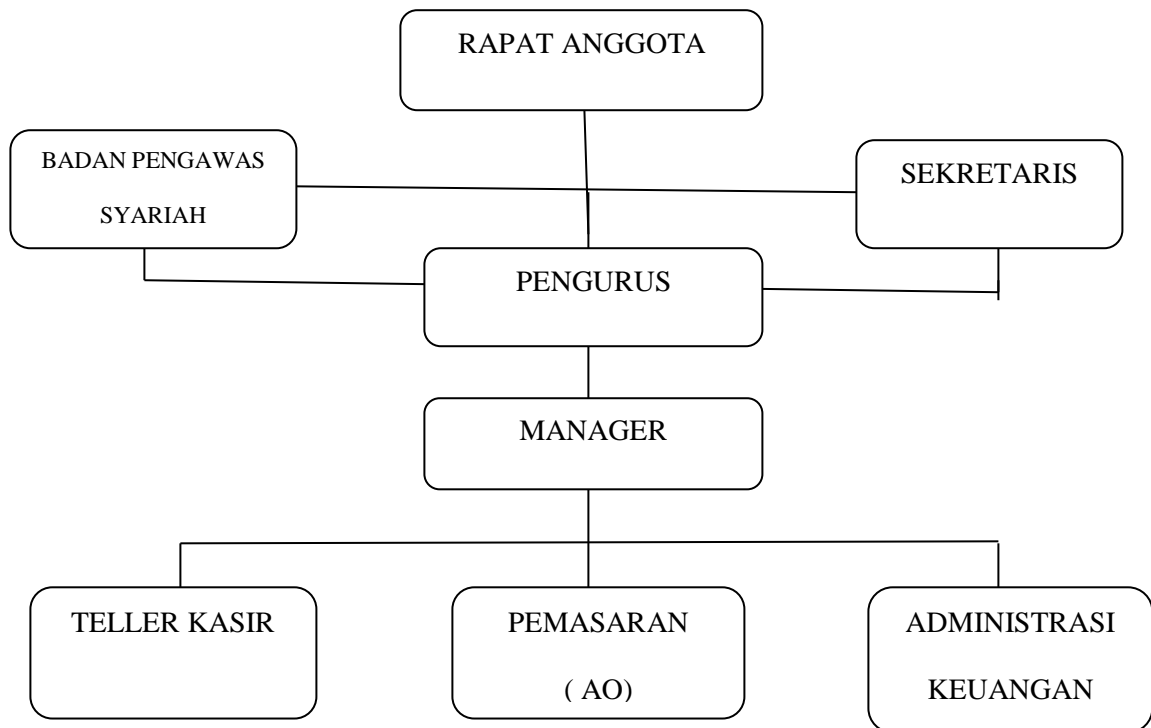 RAPAT ANGGOTA
BADAN PENGAWAS
SYARIAH
SEKRETARIS
PENGURUS
MANAGER
TELLER KASIR
PEMASARAN
( AO)
ADMINISTRASI
KEUANGAN